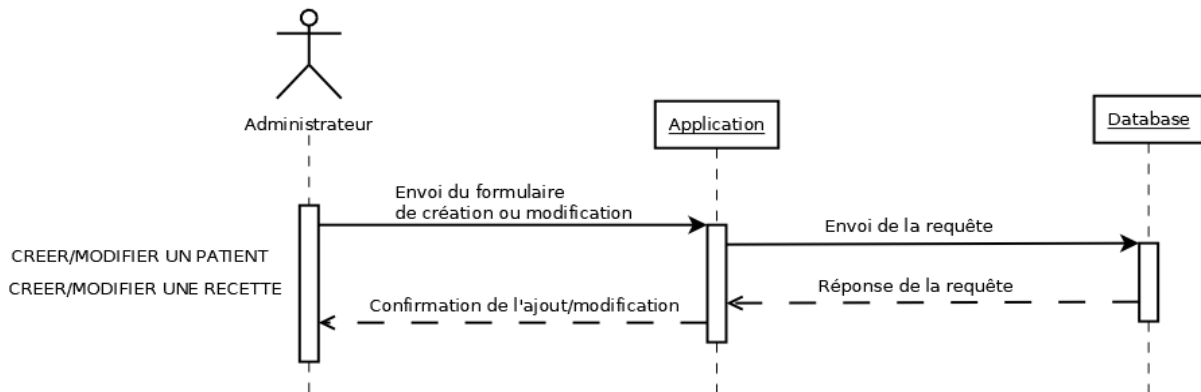 Administrateur
Application
Database
Envoi du formulaire
de création ou modification
Envoi de la requête
CREER/MODIFIER UN PATIENT
CREER/MODIFIER UNE RECETTE
Réponse de la requête
Confirmation de l'ajout/modification